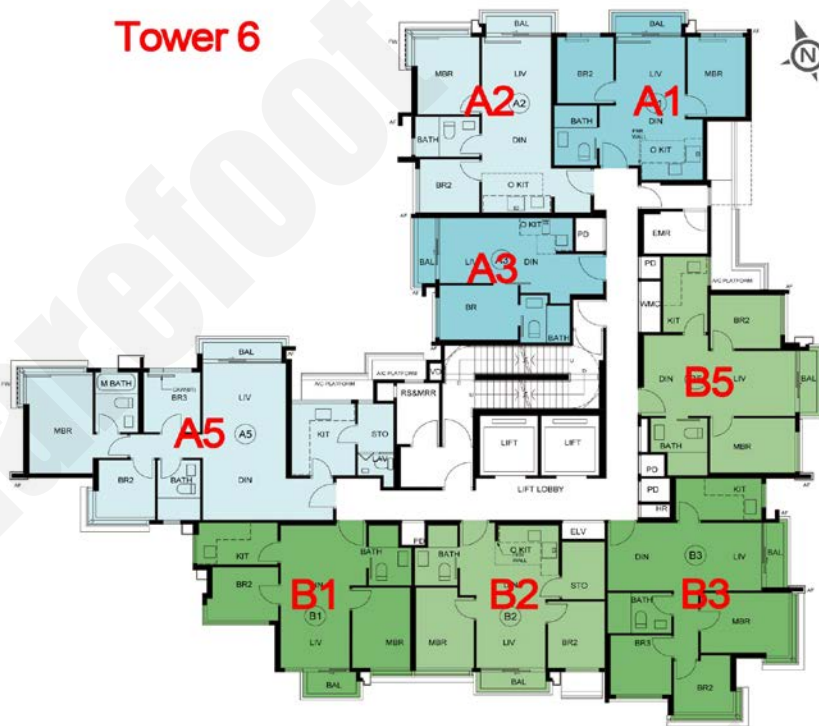 Tower 6
N
BAL
BAL
MBR
LIV
BR2
LIV
MBR
A2
A1
A2
BATH
DIN
BATH
DIN
BR2
O KIT
O KIT
O KIT
PD
EMR
BAL
LIV
A3
DIN
PD
A/C PLATFORM
BR
BATH
WMC
KIT
BR2
BAL
A/C PLATFORM
A/C PLATFORM
M BATH
BR3
LIV
RS&MRR
DIN
LIV
BAL
B5
MBR
A5
A5
KIT
STO
LIFT
LIFT
BATH
MBR
LAV
BR2
BATH
DIN
LIFT LOBBY
PD
PD
KIT
HR
KIT
BATH
PD
BATH
O KIT
ELV
DIN
B3
LIV
BAL
BR2
B1
DIN
B2
STO
BATH
B3
B1
B2
MBR
LIV
MBR
MBR
LIV
BR2
BR3
BR2
BAL
BAL